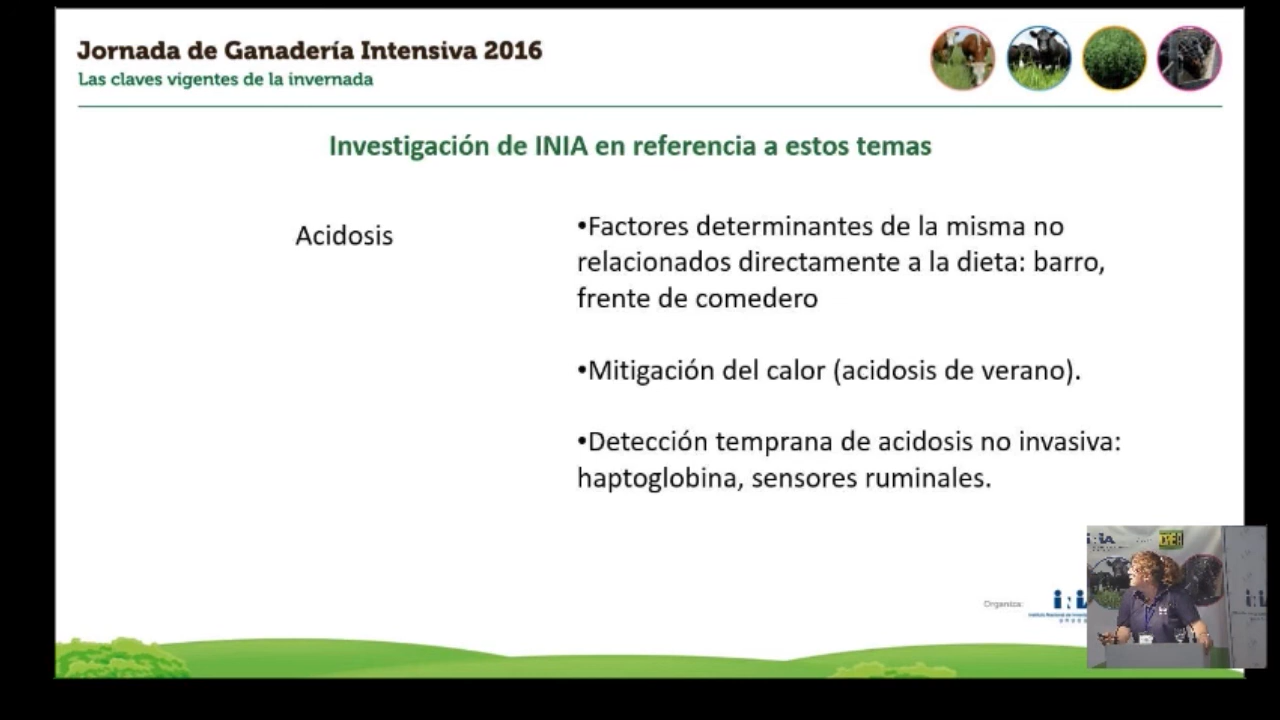 Jornada de Ganadería Intensiva 2016
Las claves vigentes de la invernada
Investigación de INIA en referencia a estos temas
Acidosis
•Factores determinantes de la misma no
relacionados directamente a la dieta: barro,
frente de comedero
•Mitigación del calor (acidosis de verano).
•Detección temprana de acidosis no invasiva:
haptoglobina, sensores ruminales.
Organiza: